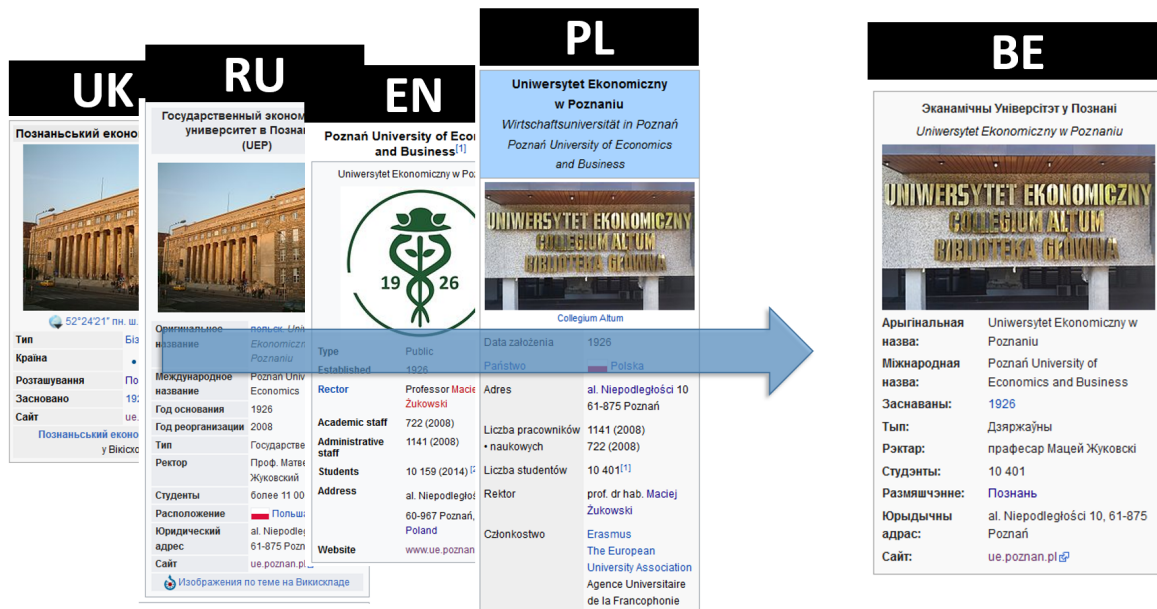 UK
Познаньський еконо
52°24'21" пн. ш.
Тип
Країна
Розташування По
Засновано
Сайт ue.
Познаньський еконо
у Вікісхо
RU
Государственный эконом
университет в Позна
(UEP)
Оригинальное польск. Uni
название Ekonomiczn
Poznaniu
Международное Poznań Univ
название Economics
Год основания 1926
Год реорганизации 2008
Тип Государстве
Ректор Проф. Матве
Жуковский
Студенты более 11 00
Расположение Польша
Юридический al. Niepodleg
адрес 61-875 Pozn
Сайт ue.poznan.pl
Изображения по теме на Викискладе
EN
Poznań University of Eco
and Business[1]
Uniwersytet Ekonomiczny w Poz
19 26
Type Public
Established 1926
Rector Professor Macie
Żukowski
Academic staff 722 (2008)
Administrative 1141 (2008)
staff
Students 10 159 (2014)
Address al. Niepodległoś
60-967 Poznań,
Poland
Website www.ue.poznan
PL
Uniwersytet Ekonomiczny
w Poznaniu
Wirtschaftsuniversität in Poznań
Poznań University of Economics
and Business
UNIWERSYTET EKONOMICZNY
COLLEGIUM ALTUM
BIBLIOTEKA GŁÓWNA
Collegium Altum
Data założenia 1926
Państwo Polska
Adres al. Niepodległości 10
61-875 Poznań
Liczba pracowników 1141 (2008)
• naukowych 722 (2008)
Liczba studentów 10 401[1]
Rektor prof. dr hab. Maciej
Żukowski
Członkostwo Erasmus
The European
University Association
Agence Universitaire
de la Francophonie
BE
Эканамічны Універсітэт у Познані
Uniwersytet Ekonomiczny w Poznaniu
UNIWERSYTET EKONOMICZNY
COLLEGIUM ALTUM
BIBLIOTEKA GŁÓWNA
Арыгінальная Uniwersytet Ekonomiczny w
назва: Poznaniu
Міжнародная Poznań University of
назва: Economics and Business
Заснаваны: 1926
Тып: Дзяржаўны
Рэктар: прафесар Мацей Жуковскі
Студэнты: 10 401
Размяшчэнне: Познань
Юрыдычны al. Niepodległości 10, 61-875
адрас: Poznań
Сайт: ue.poznan.pl